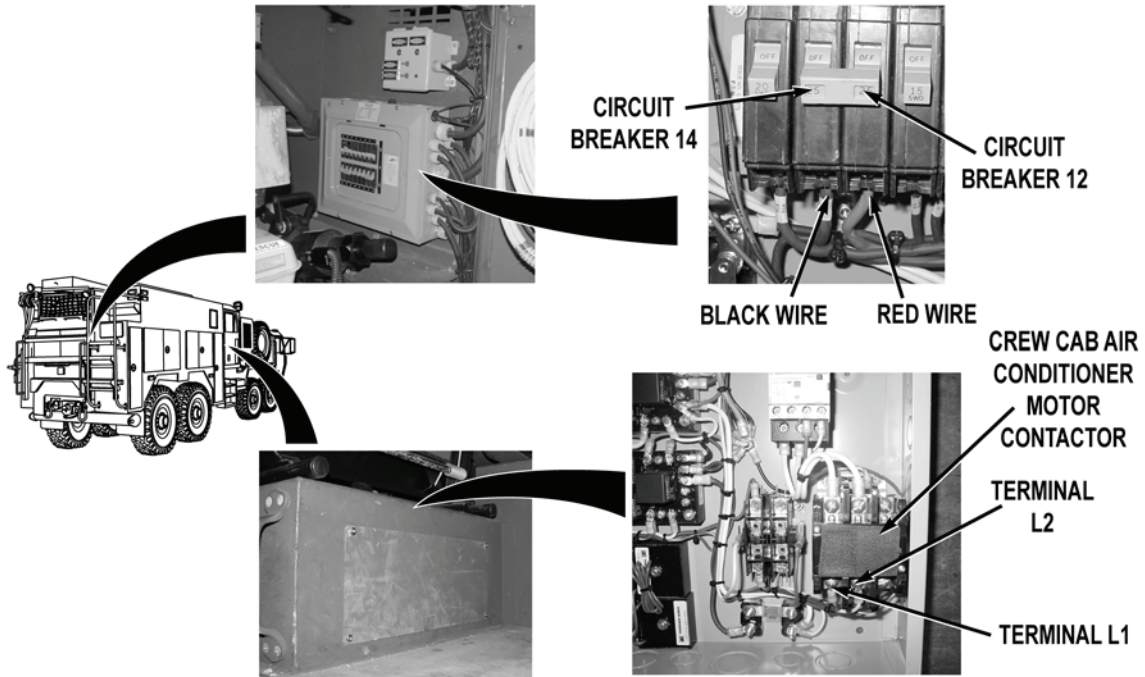 CIRCUIT
BREAKER 14
OFF
OFF
OFF
OFF
20
15
SWD
CIRCUIT
BREAKER 12
BLACK WIRE
RED WIRE
CREW CAB AIR
CONDITIONER
MOTOR
CONTACTOR
TERMINAL
L2
TERMINAL L1